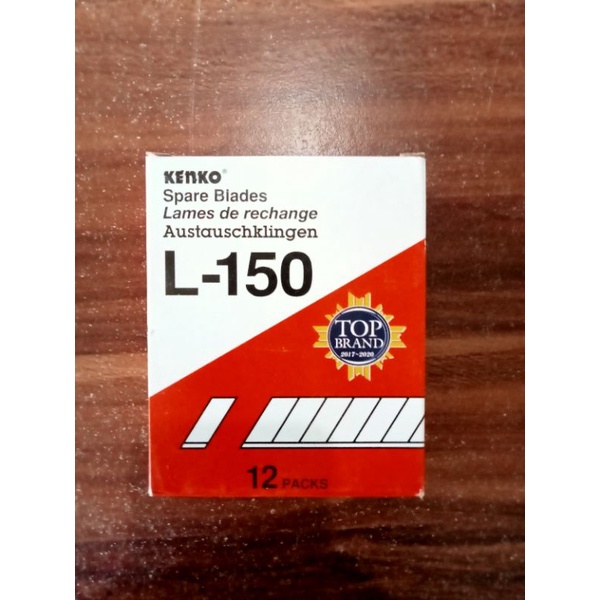 KENKO®
Spare Blades
Lames de rechange
Austauschklingen
L-150
TOP
BRAND
2017-2020
12 PACKS